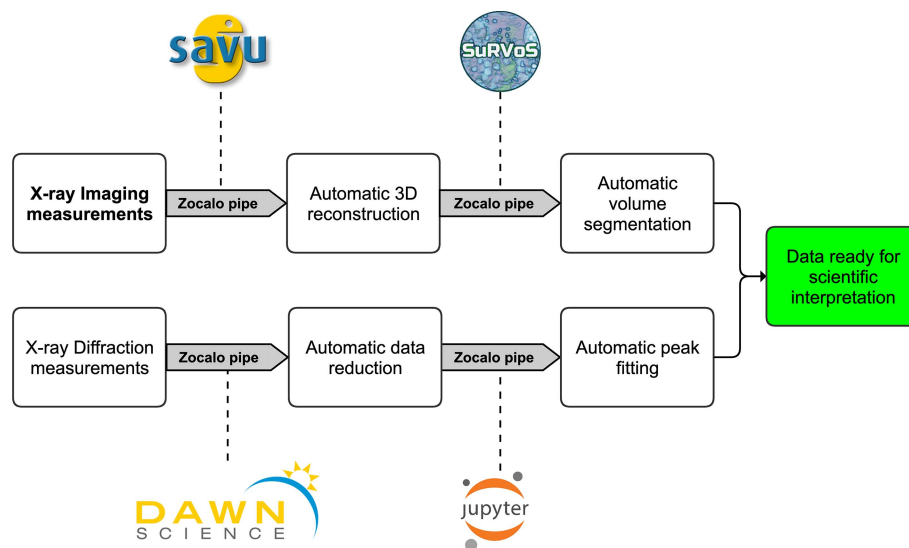 savu
SuRVoS
X-ray Imaging
measurements
Zocalo pipe
Automatic 3D
reconstruction
Zocalo pipe
Automatic
volume
segmentation
Data ready for
scientific
interpretation
X-ray Diffraction
measurements
Zocalo pipe
Automatic data
reduction
Zocalo pipe
Automatic peak
fitting
DAWN
SCIENCE
jupyter